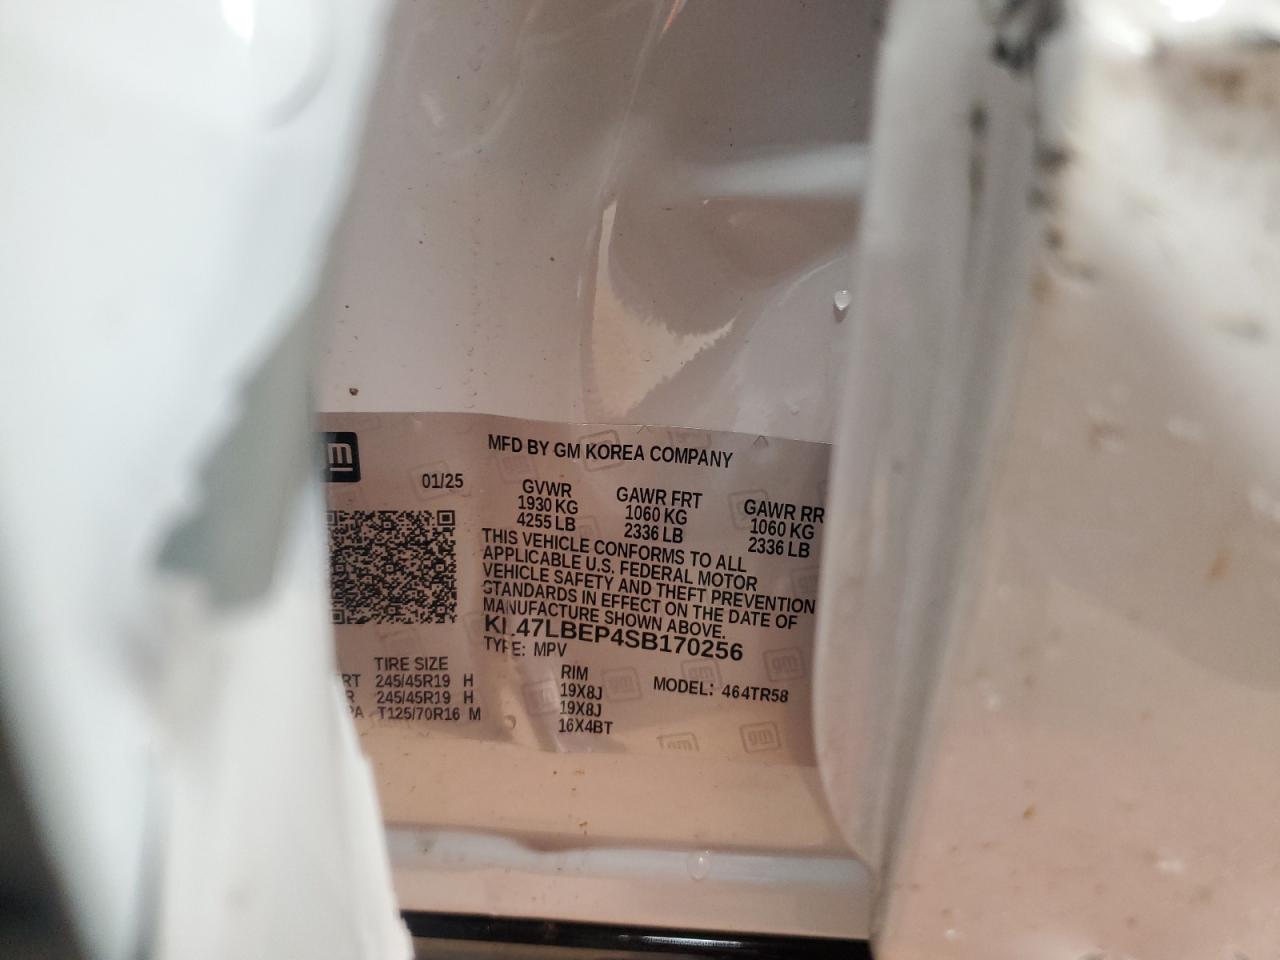 gm
MFD BY GM KOREA COMPANY
01/25
GVWR GAWR FRT GAWR RR
1930 KG 1060 KG 1060 KG
4255 LB 2336 LB 2336 LB
THIS VEHICLE CONFORMS TO ALL
APPLICABLE U.S. FEDERAL MOTOR
VEHICLE SAFETY AND THEFT PREVENTION
STANDARDS IN EFFECT ON THE DATE OF
MANUFACTURE SHOWN ABOVE.
KL47LBEP4SB170256
TYPE: MPV
TIRE SIZE RIM MODEL: 464TR58
FRT 245/45R19 H 19X8J
R 245/45R19 H 19X8J
PA T125/70R16 M 16X4BT